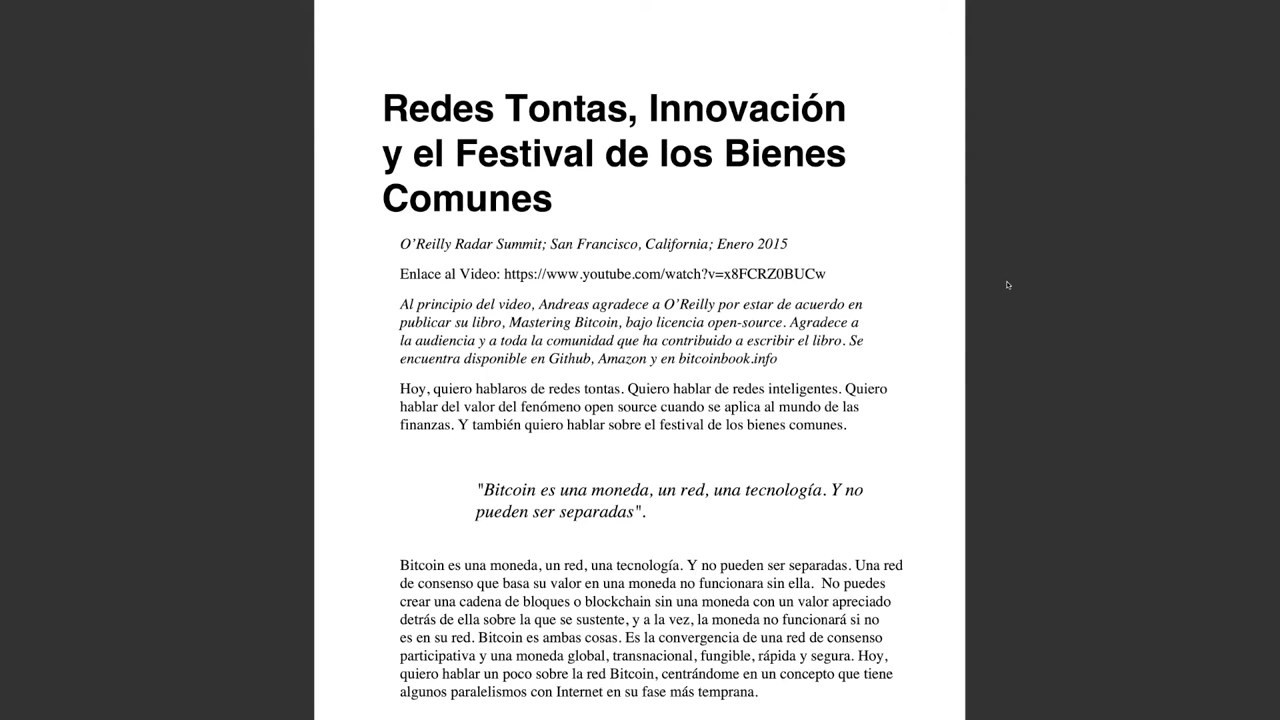 Redes Tontas, Innovación
y el Festival de los Bienes
Comunes
O’Reilly Radar Summit; San Francisco, California; Enero 2015
Enlace al Video: https://www.youtube.com/watch?v=x8FCRZ0BUCw
Al principio del video, Andreas agradece a O’Reilly por estar de acuerdo en
publicar su libro, Mastering Bitcoin, bajo licencia open-source. Agradece a
la audiencia y a toda la comunidad que ha contribuido a escribir el libro. Se
encuentra disponible en Github, Amazon y en bitcoinbook.info
Hoy, quiero hablaros de redes tontas. Quiero hablar de redes inteligentes. Quiero
hablar del valor del fenómeno open source cuando se aplica al mundo de las
finanzas. Y también quiero hablar sobre el festival de los bienes comunes.
"Bitcoin es una moneda, un red, una tecnología. Y no
pueden ser separadas".
Bitcoin es una moneda, un red, una tecnología. Y no pueden ser separadas. Una red
de consenso que basa su valor en una moneda no funcionara sin ella.  No puedes
crear una cadena de bloques o blockchain sin una moneda con un valor apreciado
detrás de ella sobre la que se sustente, y a la vez, la moneda no funcionará si no
es en su red. Bitcoin es ambas cosas. Es la convergencia de una red de consenso
participativa y una moneda global, transnacional, fungible, rápida y segura. Hoy,
quiero hablar un poco sobre la red Bitcoin, centrándome en un concepto que tiene
algunos paralelismos con Internet en su fase más temprana.